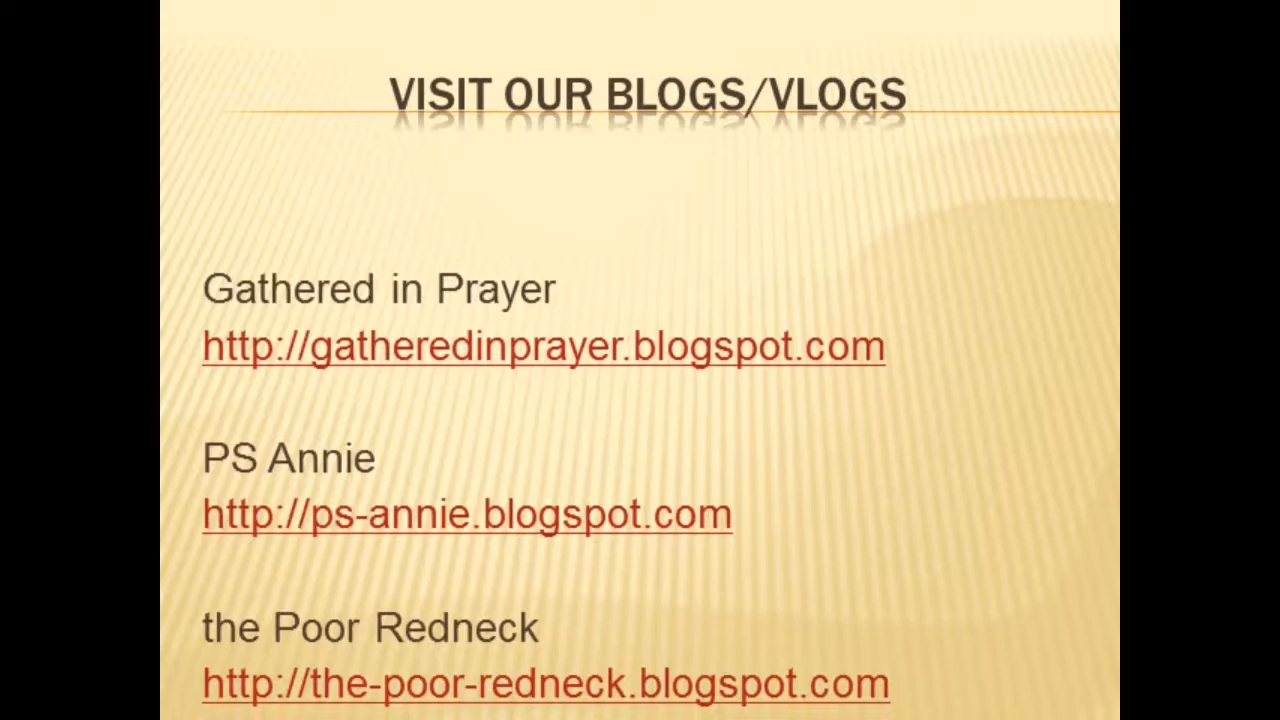 VISIT OUR BLOGS/VLOGS
Gathered in Prayer
http://gatheredinprayer.blogspot.com
PS Annie
http://ps-annie.blogspot.com
the Poor Redneck
http://the-poor-redneck.blogspot.com